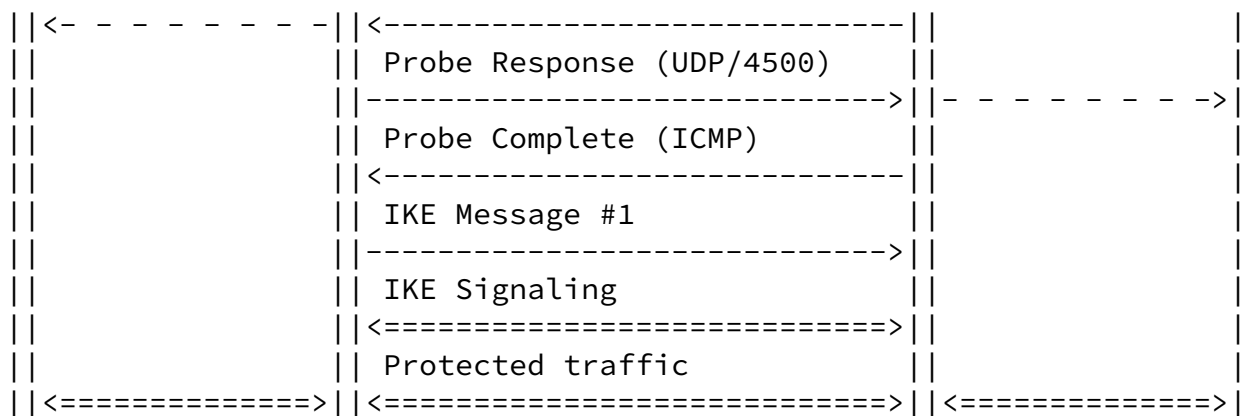 ||<- - - - - - - -||<-----------------------------|| |
|| || Probe Response (UDP/4500) || |
|| ||----------------------------->||- - - - - - - ->|
|| || Probe Complete (ICMP) || |
|| ||<-----------------------------|| |
|| || IKE Message #1 || |
|| ||----------------------------->|| |
|| || IKE Signaling || |
|| ||<============================>|| |
|| || Protected traffic || |
||<==============>||<============================>||<==============>|